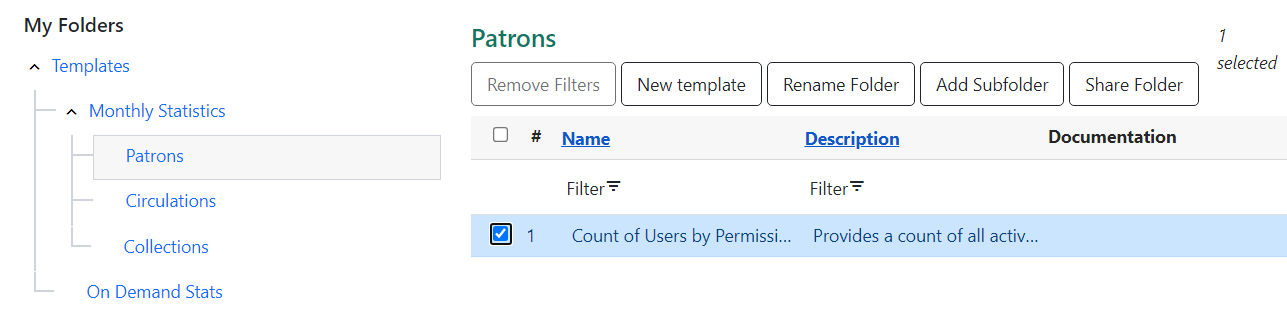 My Folders
Templates
Monthly Statistics
Patrons
Circulations
Collections
On Demand Stats
Patrons
1
selected
Remove Filters New template Rename Folder Add Subfolder Share Folder
# Name Description Documentation
Filter Filter
1 Count of Users by Permissi... Provides a count of all activ...